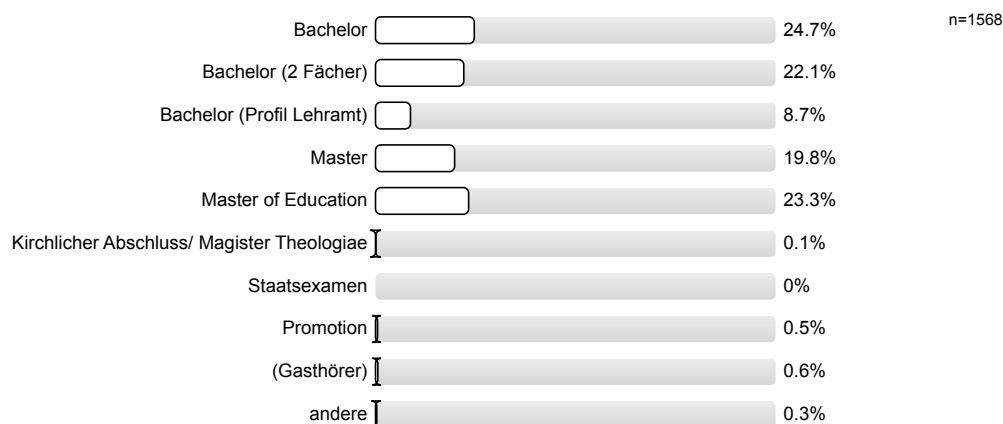 n=1568
Bachelor 24.7%
Bachelor (2 Fächer) 22.1%
Bachelor (Profil Lehramt) 8.7%
Master 19.8%
Master of Education 23.3%
Kirchlicher Abschluss/ Magister Theologiae 0.1%
Staatsexamen 0%
Promotion 0.5%
(Gasthörer) 0.6%
andere 0.3%